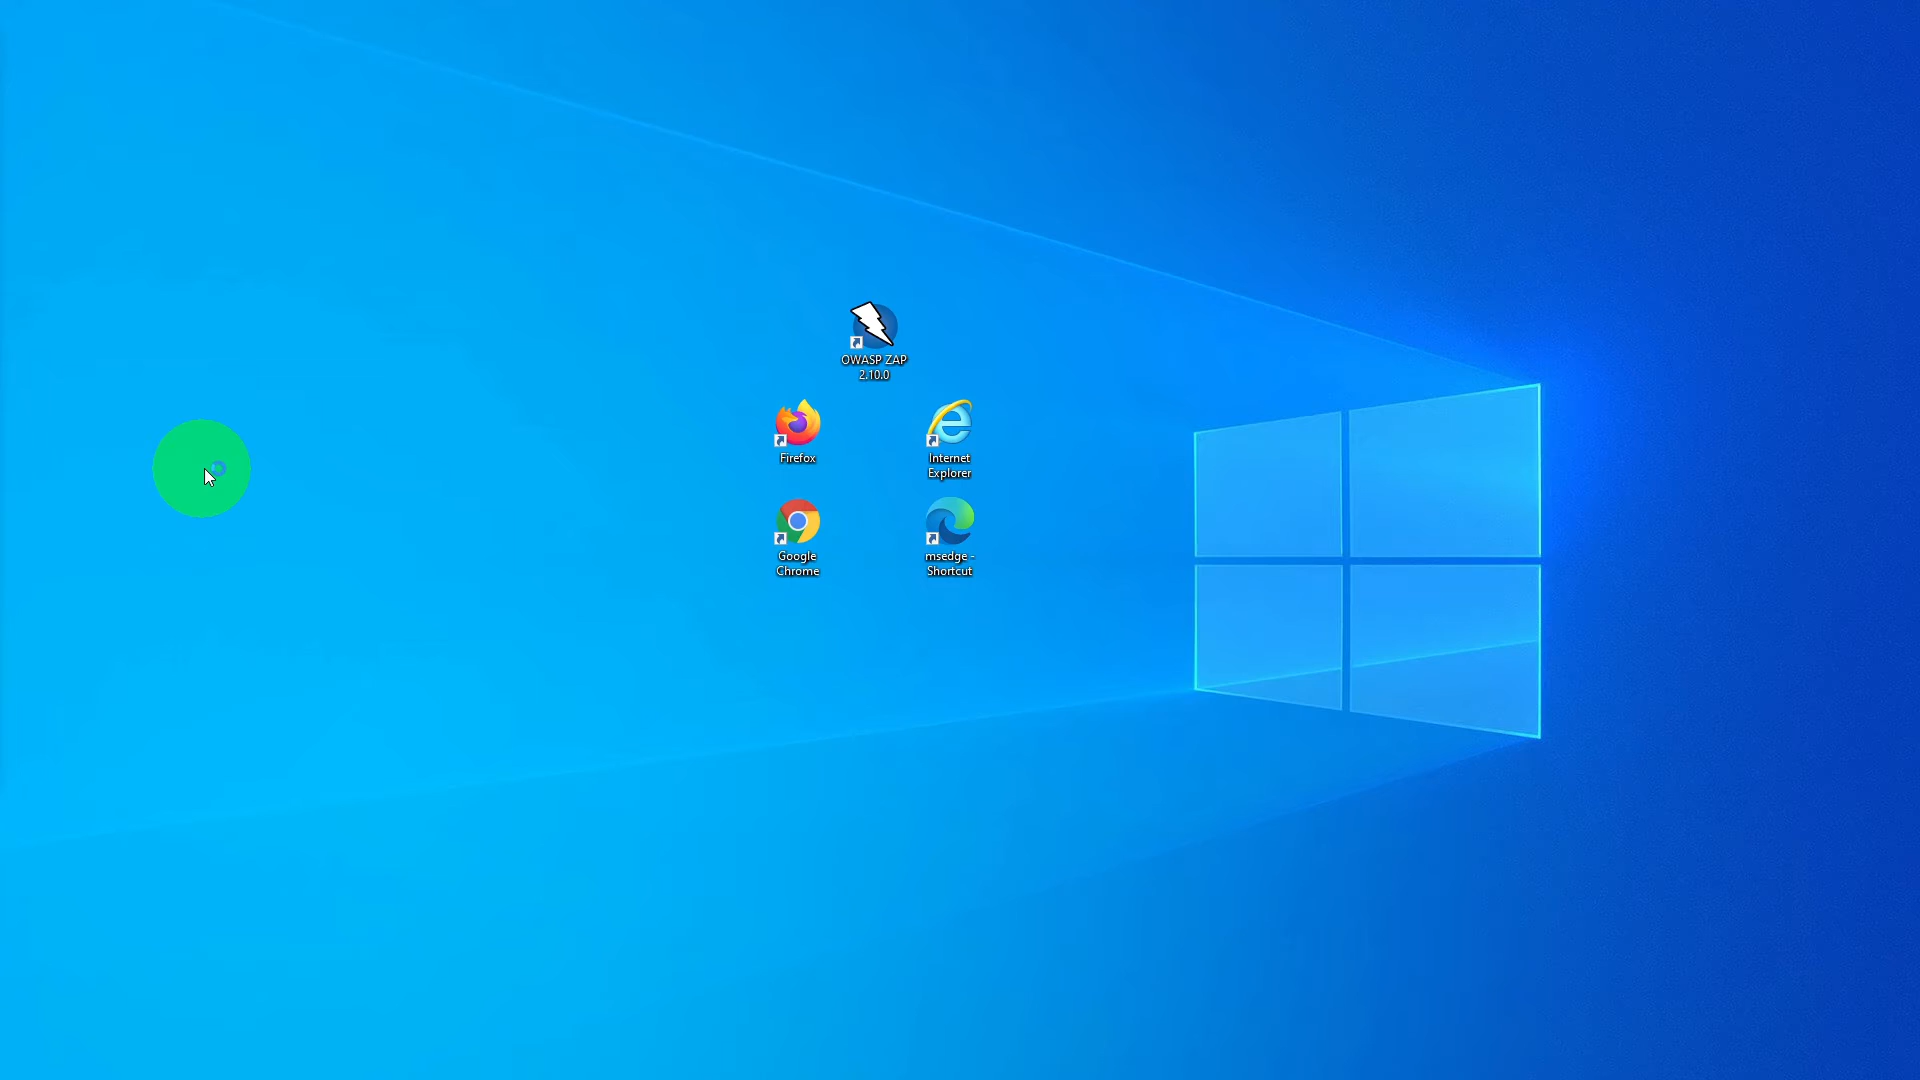 OWASP ZAP
2.10.0
Firefox
Internet
Explorer
Google
Chrome
msedge -
Shortcut